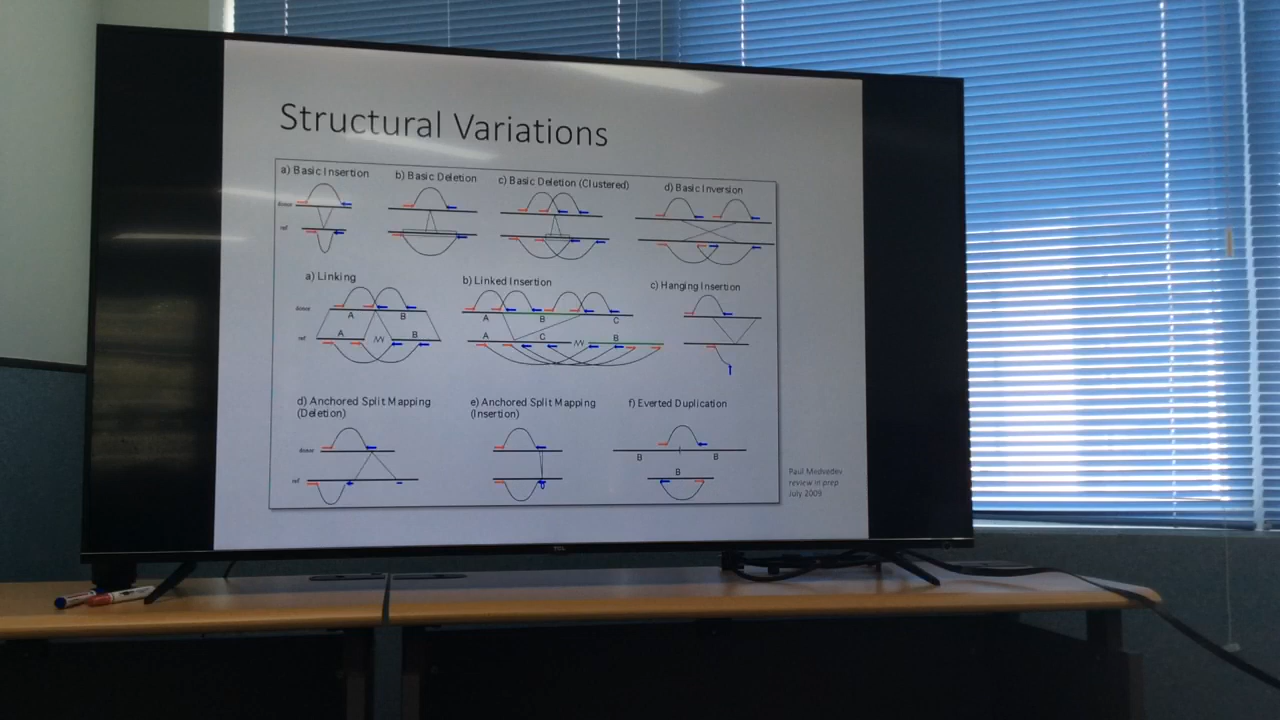 Structural Variations
a) Basic Insertion
b) Basic Deletion
c) Basic Deletion (Clustered)
d) Basic Inversion
donor
ref
a) Linking
b) Linked Insertion
c) Hanging Insertion
donor
A
B
A
B
C
ref
A
B
A
C
B
d) Anchored Split Mapping
(Deletion)
e) Anchored Split Mapping
(Insertion)
f) Everted Duplication
donor
B
B
ref
B
Paul Medvedev
review in prep
July 2009
TCL